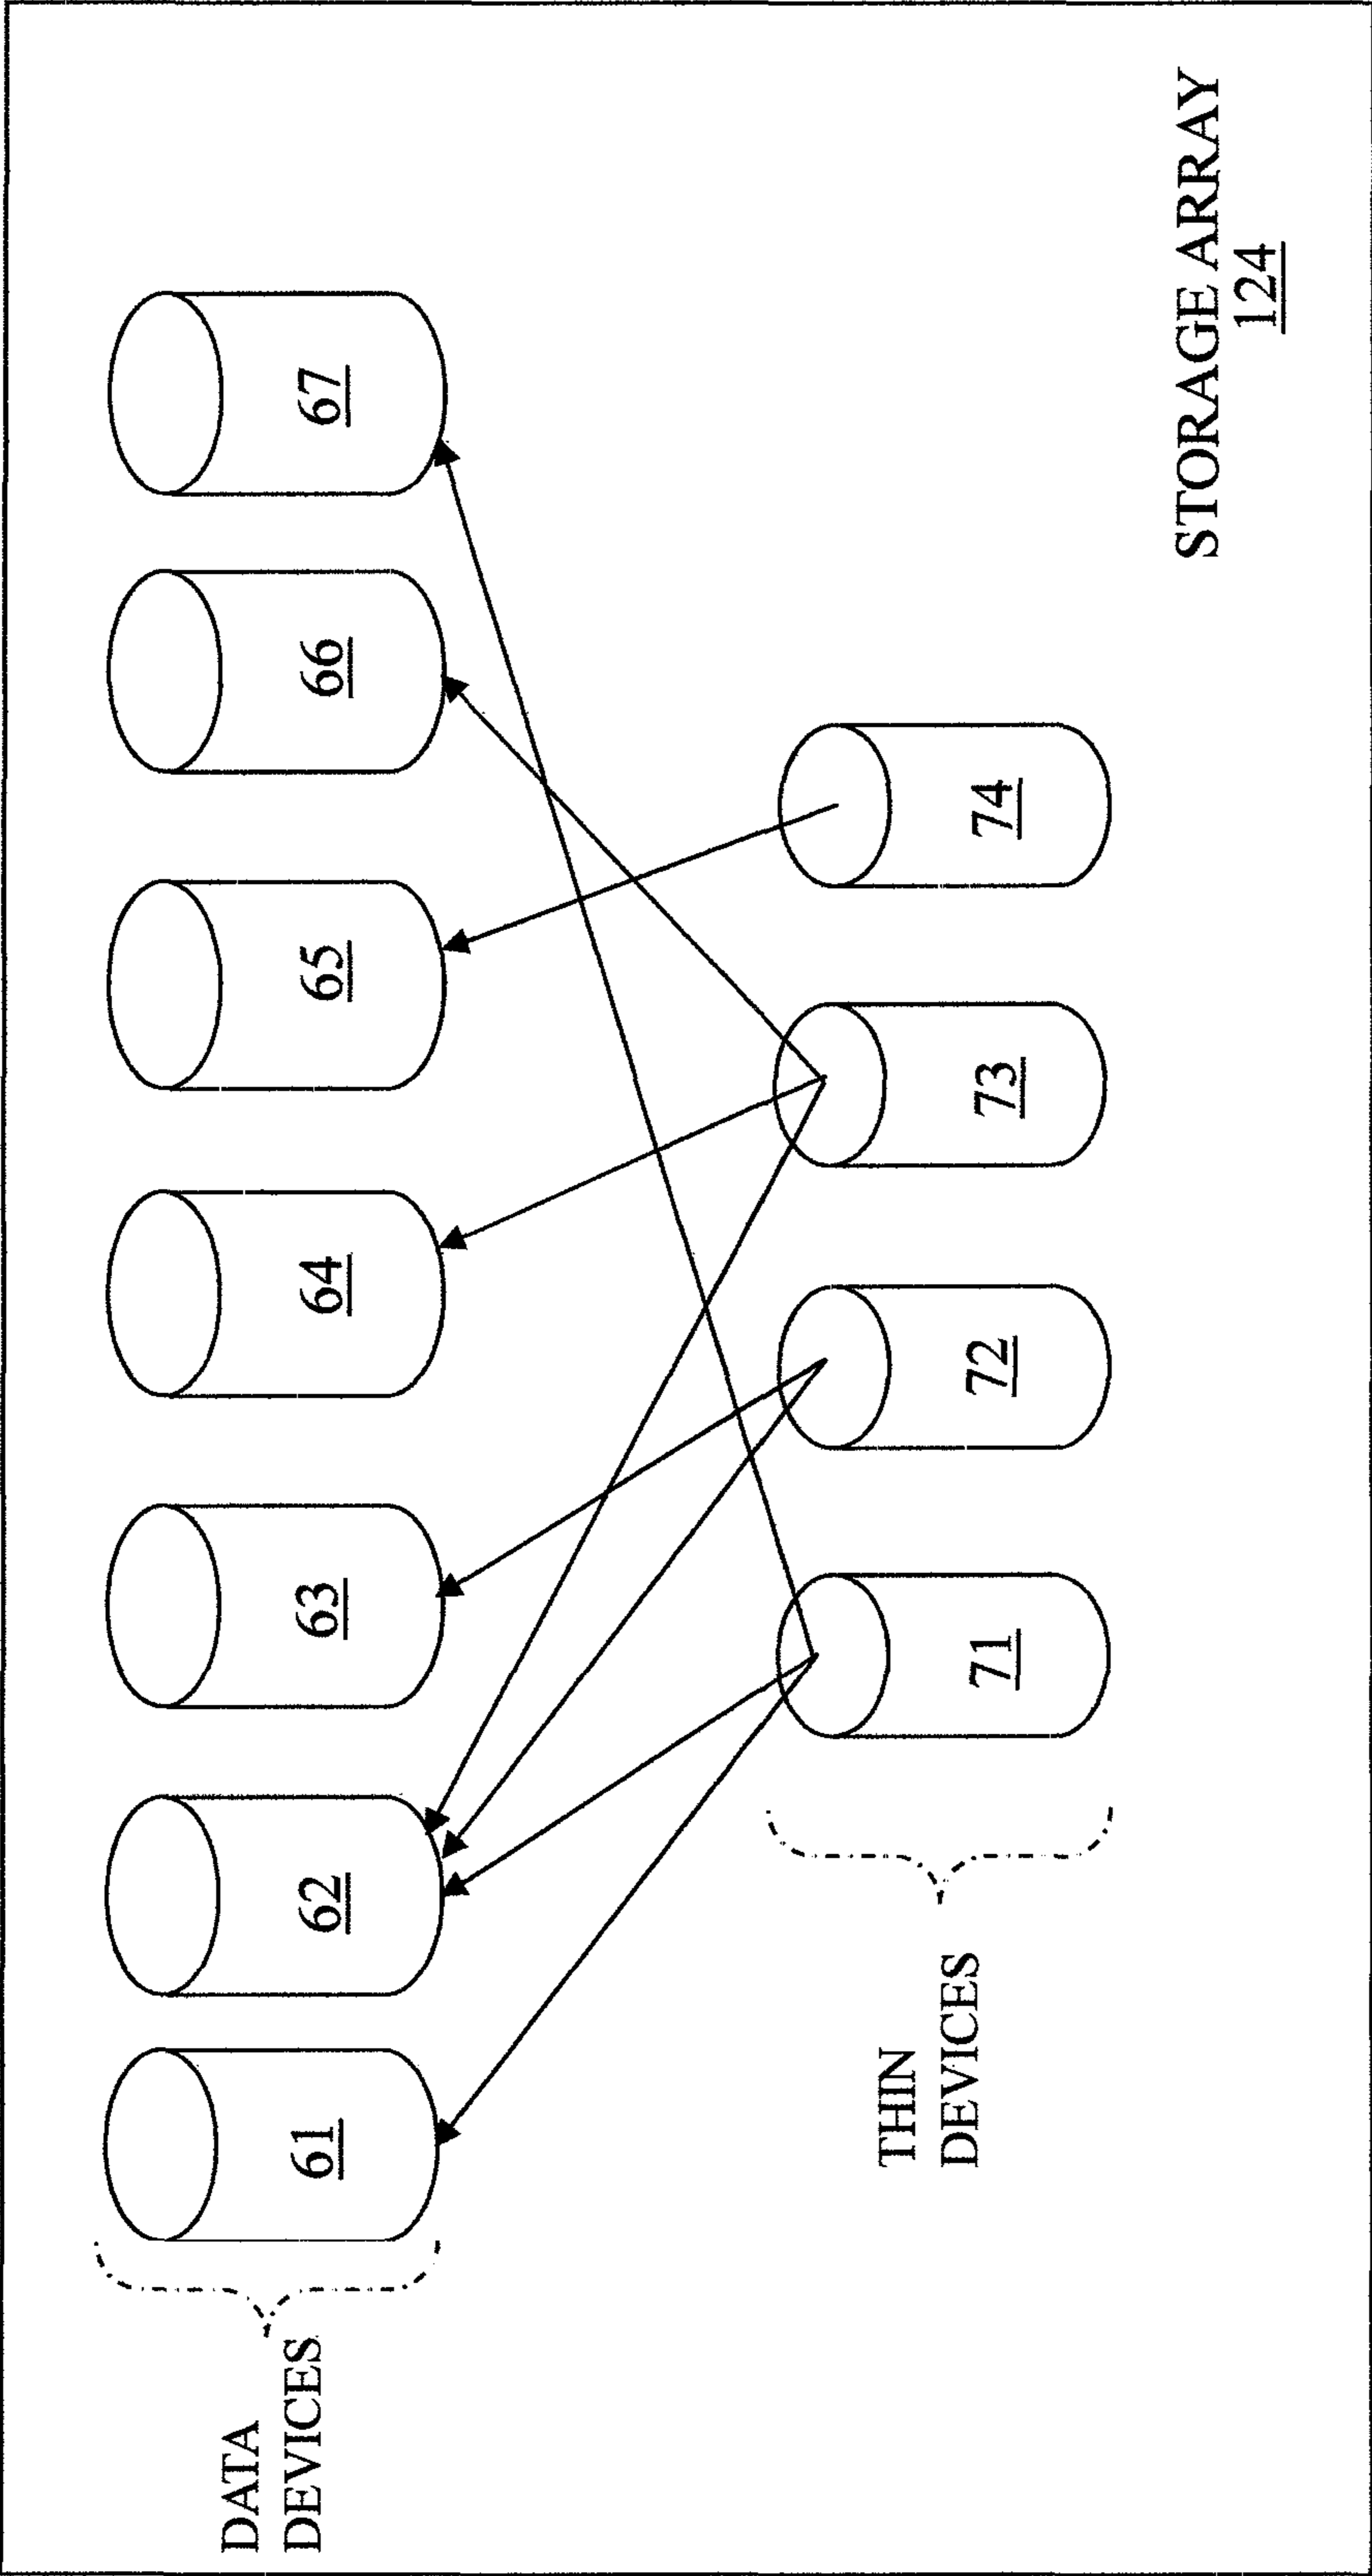 DATA
DEVICES
61
62
63
64
65
66
67
THIN
DEVICES
71
72
73
74
STORAGE ARRAY
124